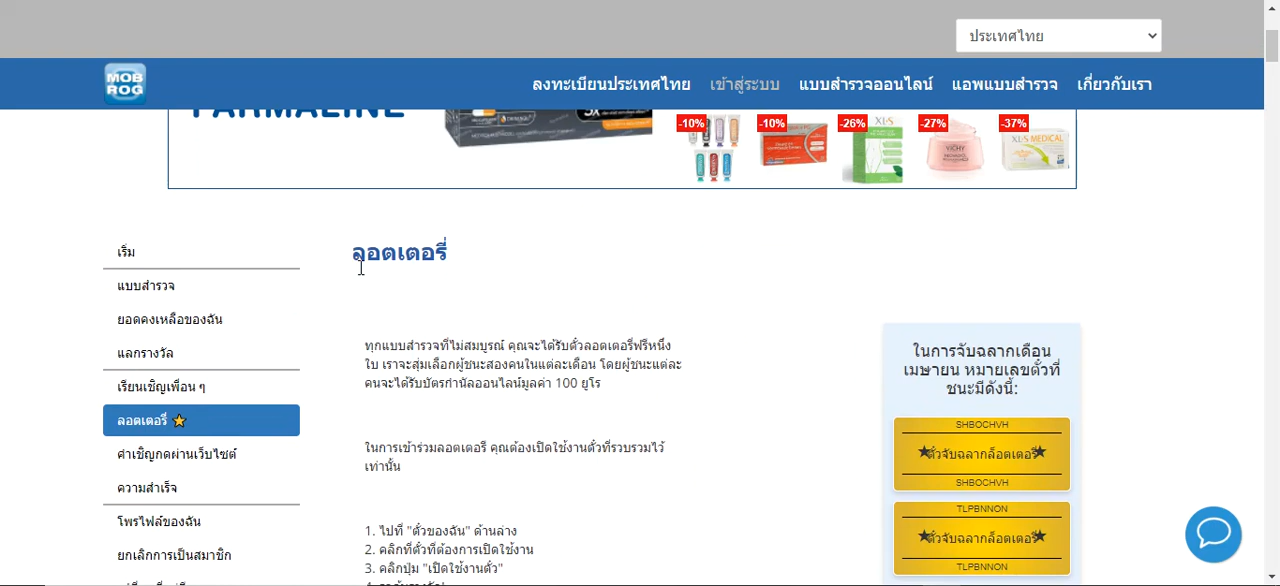 ประเทศไทย
MOB
ROG
ลงทะเบียนประเทศไทย เข้าสู่ระบบ แบบสำรวจออนไลน์ แอพแบบสำรวจ เกี่ยวกับเรา
FARMALINE
-10% -10% -26% -27% -37%
XL-S
VICHY
XL-S MEDICAL
เริ่ม
แบบสำรวจ
ยอดคงเหลือของฉัน
แลกรางวัล
เรียนเชิญเพื่อน ๆ
ลอตเตอรี่
คำเชิญกดผ่านเว็บไซต์
ความสำเร็จ
โพรไฟล์ของฉัน
ยกเลิกการเป็นสมาชิก
ลอตเตอรี่
ทุกแบบสำรวจที่ไม่สมบูรณ์ คุณจะได้รับตั๋วลอตเตอรี่ฟรีหนึ่ง
ใบ เราจะสุ่มเลือกผู้ชนะสองคนในแต่ละเดือน โดยผู้ชนะแต่ละ
คนจะได้รับบัตรกำนัลออนไลน์มูลค่า 100 ยูโร
ในการเข้าร่วมลอตเตอรี่ คุณต้องเปิดใช้งานตั๋วที่รวบรวมไว้
เท่านั้น
1. ไปที่ "ตั๋วของฉัน" ด้านล่าง
2. คลิกที่ตั๋วที่ต้องการเปิดใช้งาน
3. คลิกปุ่ม "เปิดใช้งานตั๋ว"
ในการจับฉลากเดือน
เมษายน หมายเลขตั๋วที่
ชนะมีดังนี้:
SHBOCHVH
ตั๋วจับฉลากล็อตเตอรี่
SHBOCHVH
TLPBNNON
ตั๋วจับฉลากล็อตเตอรี่
TLPBNNON